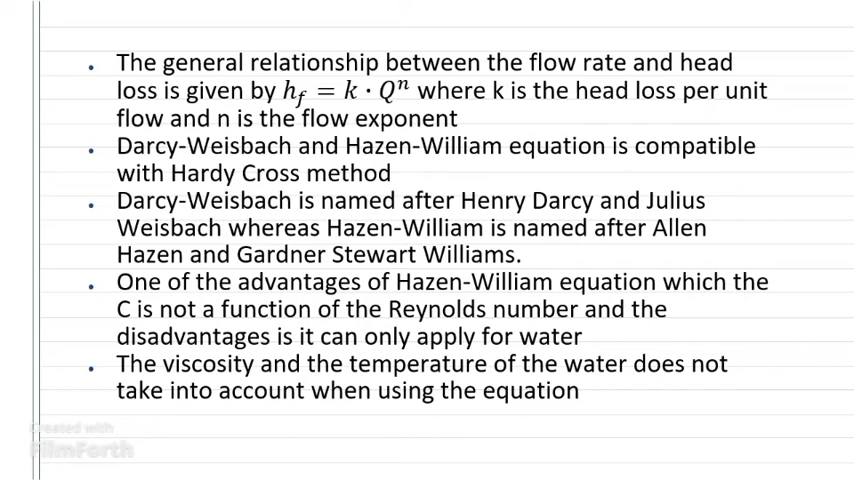 • The general relationship between the flow rate and head
loss is given by h_f = k · Q^n where k is the head loss per unit
flow and n is the flow exponent
• Darcy-Weisbach and Hazen-William equation is compatible
with Hardy Cross method
• Darcy-Weisbach is named after Henry Darcy and Julius
Weisbach whereas Hazen-William is named after Allen
Hazen and Gardner Stewart Williams.
• One of the advantages of Hazen-William equation which the
C is not a function of the Reynolds number and the
disadvantages is it can only apply for water
• The viscosity and the temperature of the water does not
take into account when using the equation
Created with
FilmForth